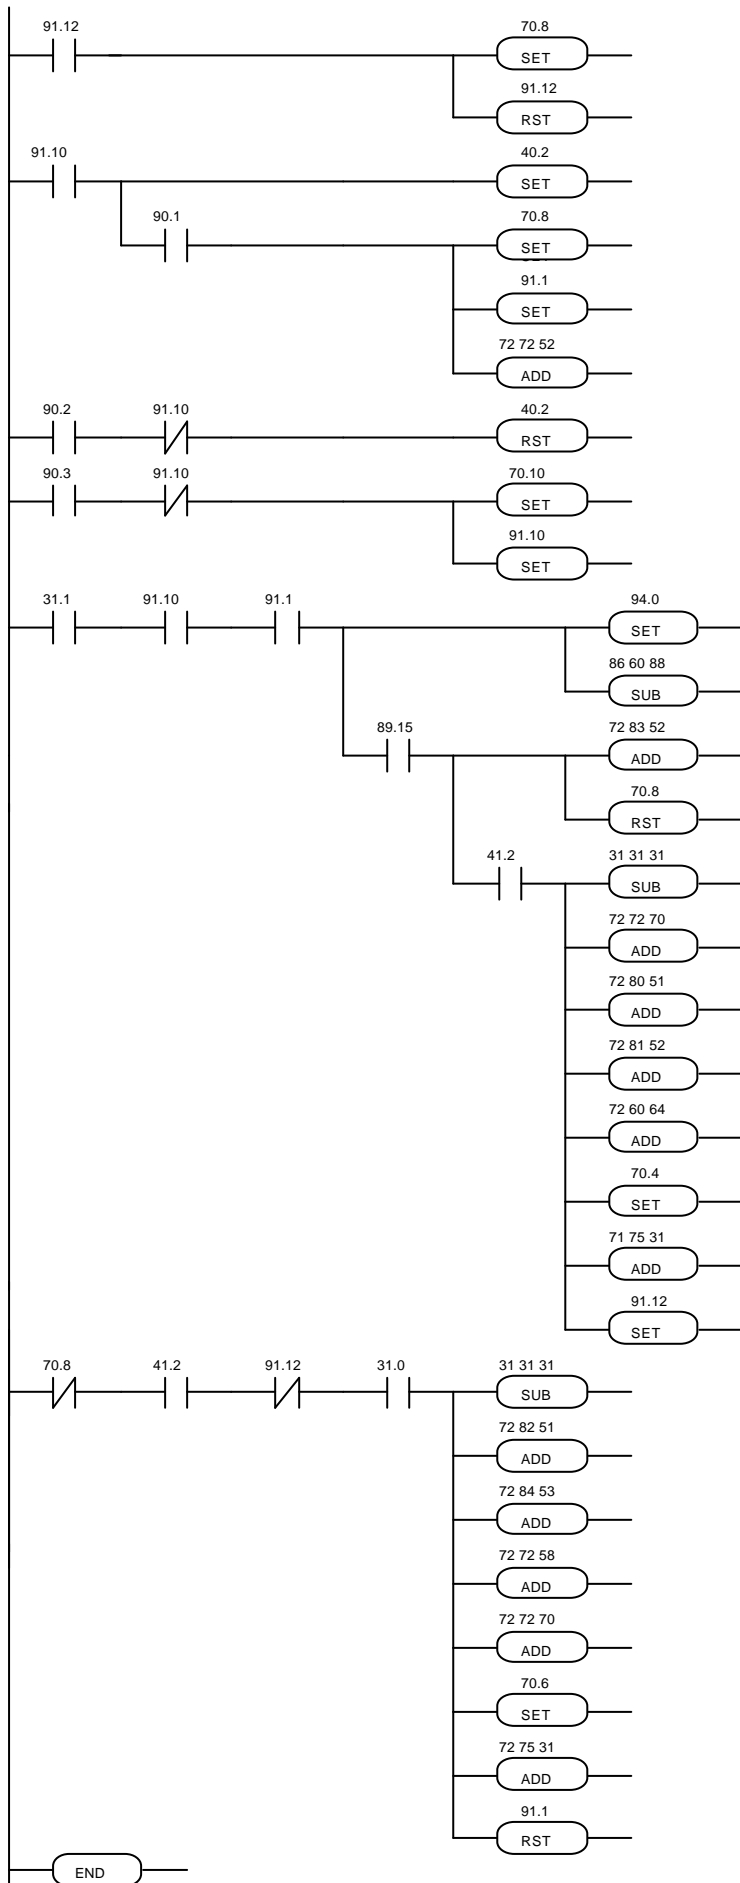 91.12 70.8
SET
91.12
RST
91.10 40.2
SET
90.1 70.8
SET
91.1
SET
72 72 52
ADD
90.2 91.10 40.2
RST
90.3 91.10 70.10
SET
91.10
SET
31.1 91.10 91.1 94.0
SET
86 60 88
SUB
89.15 72 83 52
ADD
70.8
RST
41.2 31 31 31
SUB
72 72 70
ADD
72 80 51
ADD
72 81 52
ADD
72 60 64
ADD
70.4
SET
71 75 31
ADD
91.12
SET
70.8 41.2 91.12 31.0 31 31 31
SUB
72 82 51
ADD
72 84 53
ADD
72 72 58
ADD
72 72 70
ADD
70.6
SET
72 75 31
ADD
91.1
RST
END